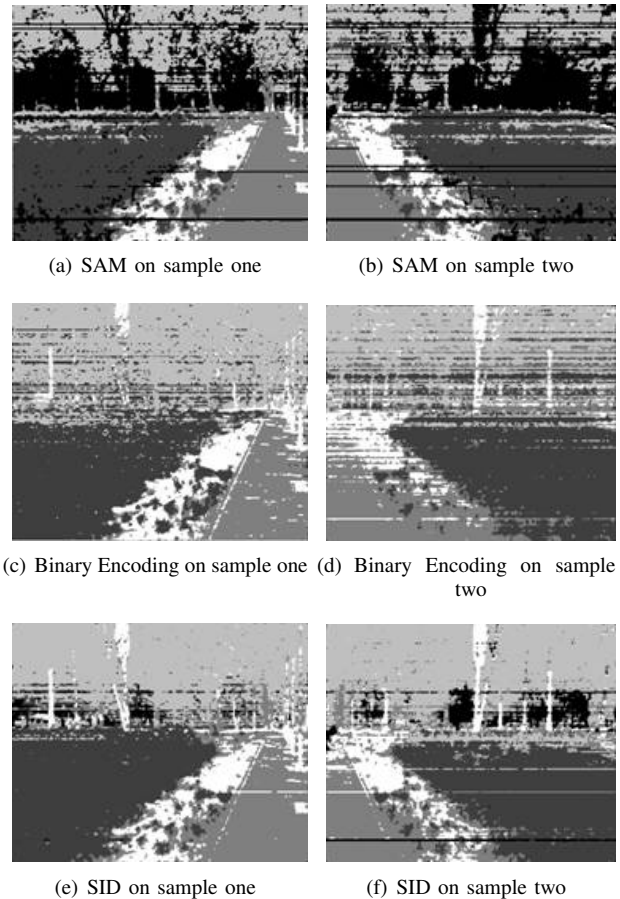 (a) SAM on sample one
(b) SAM on sample two
(c) Binary Encoding on sample one
(d) Binary Encoding on sample
two
(e) SID on sample one
(f) SID on sample two